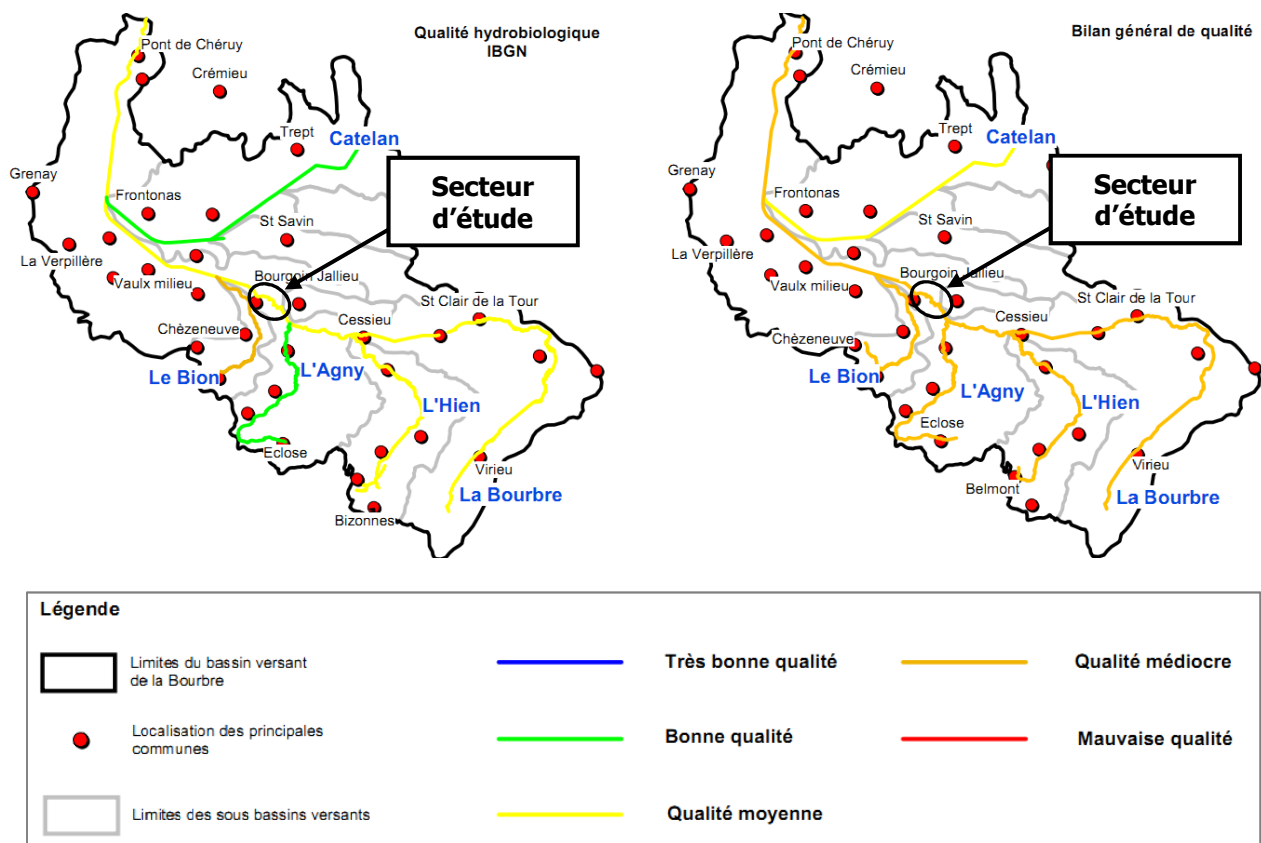 Qualité hydrobiologique
IBGN
Pont de Chéruy
Crémieu
Trept
Catelan
Grenay
Frontonas
Secteur
d'étude
St Savin
La Verpillère
Bourgoin Jallieu
Vaulx milieu
St Clair de la Tour
Chèzeneuve
Cessieu
Le Bion
L'Agny
L'Hien
Eclose
Virieu
La Bourbre
Bizonnes
Bilan général de qualité
Pont de Chéruy
Crémieu
Trept
Catelan
Grenay
Frontonas
Secteur
d'étude
St Savin
La Verpillère
Bourgoin Jallieu
Vaulx milieu
St Clair de la Tour
Chèzeneuve
Cessieu
Le Bion
L'Agny
L'Hien
Eclose
Virieu
Belmont
La Bourbre
Légende
Limites du bassin versant
de la Bourbre
Très bonne qualité
Qualité médiocre
Localisation des principales
communes
Bonne qualité
Mauvaise qualité
Limites des sous bassins versants
Qualité moyenne